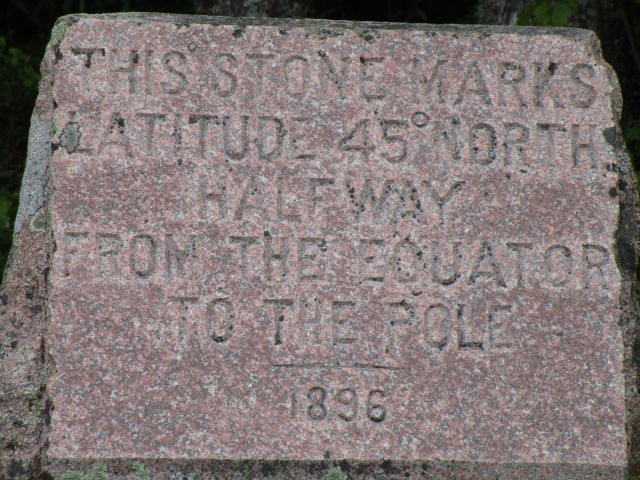 THIS STONE MARKS
LATITUDE 45° NORTH
HALFWAY
FROM THE EQUATOR
TO THE POLE
1896